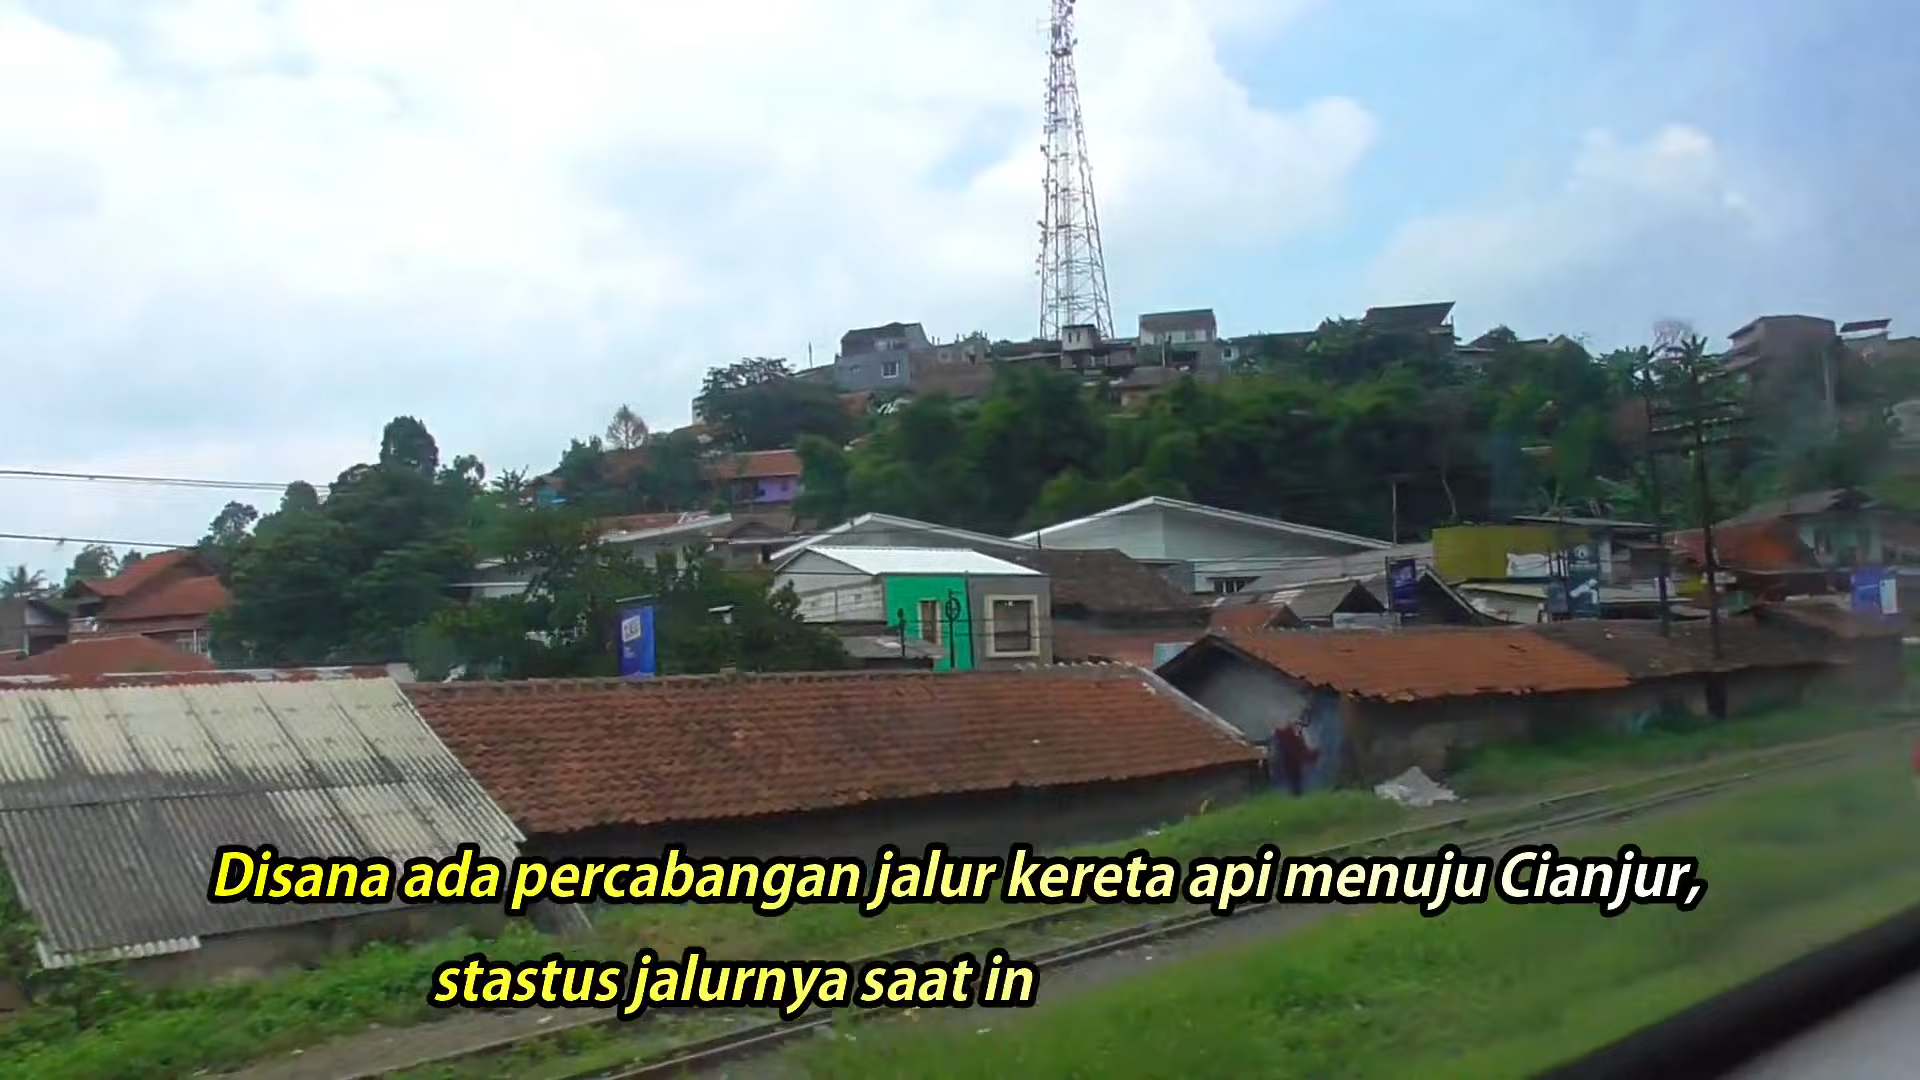 Disana ada percabangan jalur kereta api menuju Cianjur,
stastus jalurnya saat in